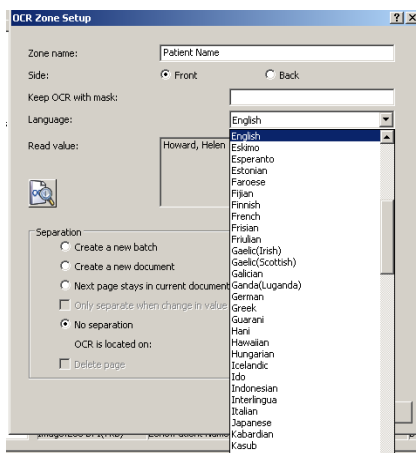 OCR Zone Setup
Zone name:
Patient Name
Side:
Front
Back
Keep OCR with mask:
Language:
English
Read value:
Howard, Helen
English
Eskimo
Esperanto
Estonian
Faroese
Fijian
Finnish
French
Frisian
Friulian
Gaelic(Irish)
Gaelic(Scottish)
Galician
Ganda(Luganda)
German
Greek
Guarani
Hani
Hawaiian
Hungarian
Icelandic
Ido
Indonesian
Interlingua
Italian
Japanese
Kabardian
Kasub
Separation
Create a new batch
Create a new document
Next page stays in current document
Only separate when change in value
No separation
OCR is located on:
Delete page